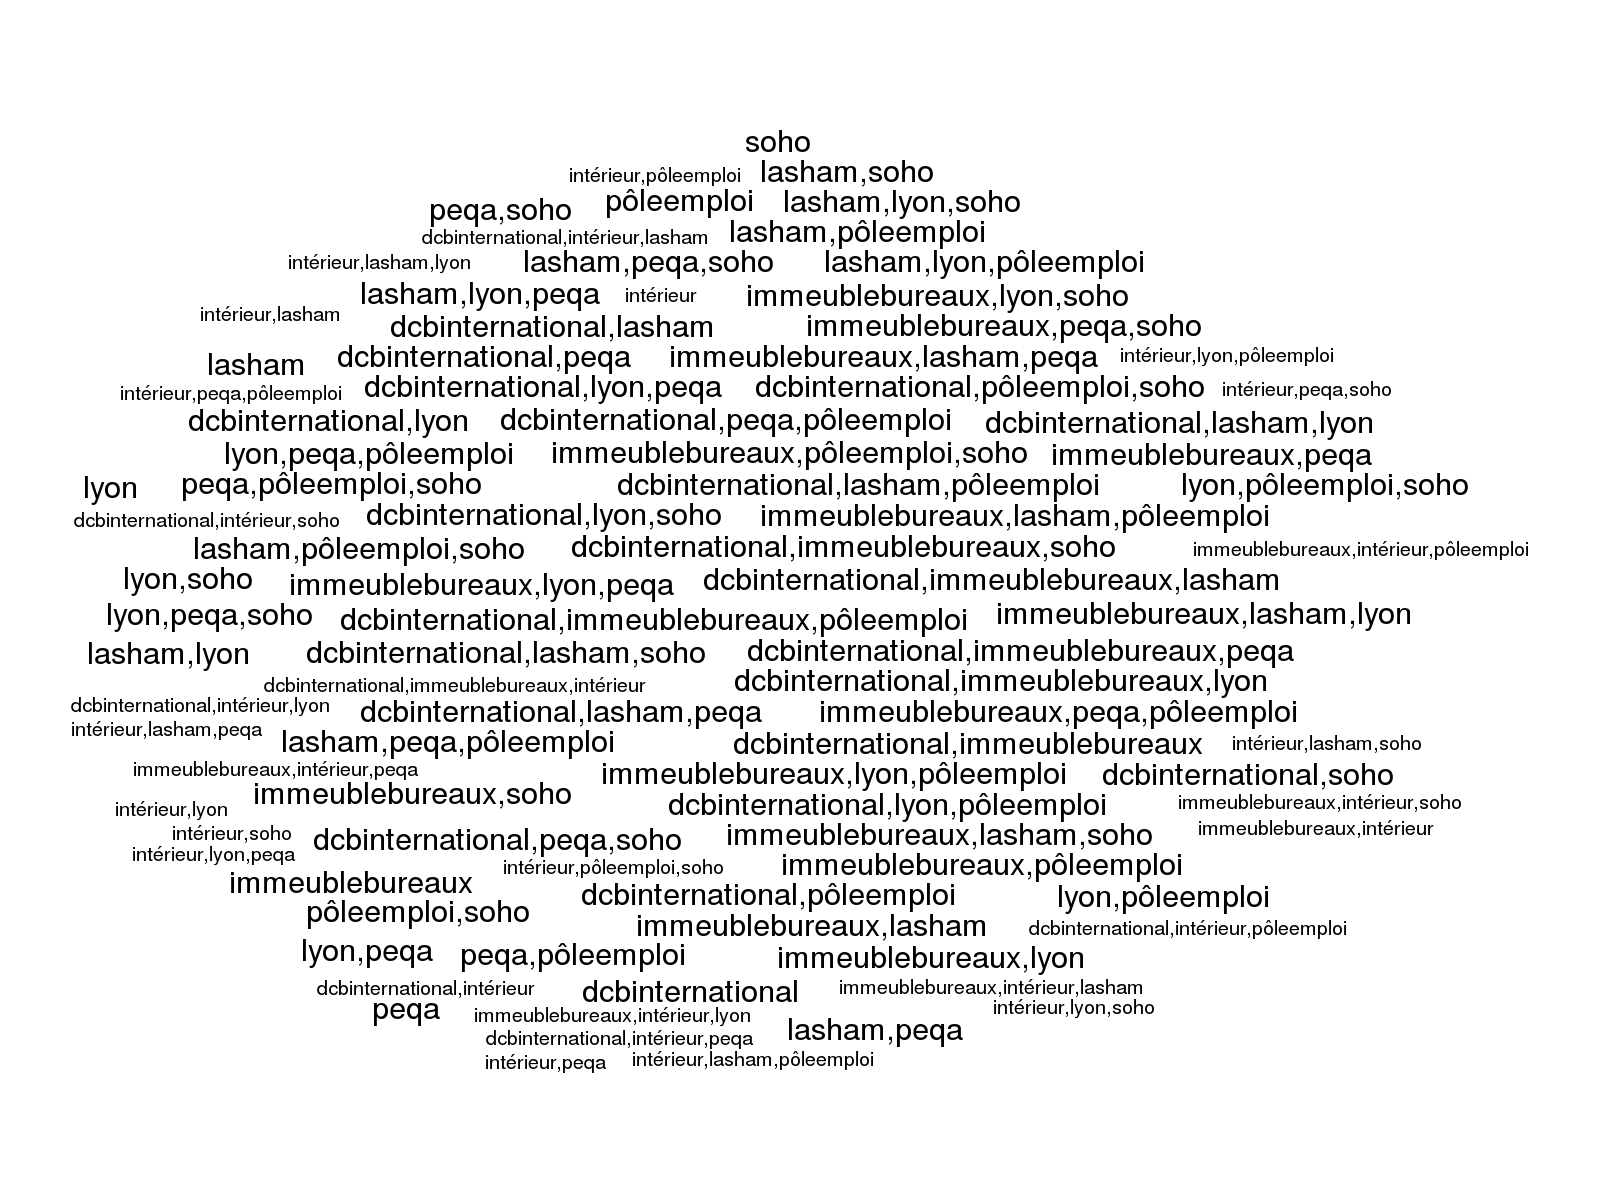 soho
intérieur,pôleemploi lasham,soho
peqa,soho pôleemploi lasham,lyon,soho
dcbinternational,intérieur,lasham lasham,pôleemploi
intérieur,lasham,lyon lasham,peqa,soho lasham,lyon,pôleemploi
lasham,lyon,peqa intérieur immeublebureaux,lyon,soho
intérieur,lasham dcbinternational,lasham immeublebureaux,peqa,soho
lasham dcbinternational,peqa immeublebureaux,lasham,peqa intérieur,lyon,pôleemploi
intérieur,peqa,pôleemploi dcbinternational,lyon,peqa dcbinternational,pôleemploi,soho intérieur,peqa,soho
dcbinternational,lyon dcbinternational,peqa,pôleemploi dcbinternational,lasham,lyon
lyon,peqa,pôleemploi immeublebureaux,pôleemploi,soho immeublebureaux,peqa
lyon peqa,pôleemploi,soho dcbinternational,lasham,pôleemploi lyon,pôleemploi,soho
dcbinternational,intérieur,soho dcbinternational,lyon,soho immeublebureaux,lasham,pôleemploi
lasham,pôleemploi,soho dcbinternational,immeublebureaux,soho immeublebureaux,intérieur,pôleemploi
lyon,soho immeublebureaux,lyon,peqa dcbinternational,immeublebureaux,lasham
lyon,peqa,soho dcbinternational,immeublebureaux,pôleemploi immeublebureaux,lasham,lyon
lasham,lyon dcbinternational,lasham,soho dcbinternational,immeublebureaux,peqa
dcbinternational,immeublebureaux,intérieur dcbinternational,immeublebureaux,lyon
dcbinternational,intérieur,lyon dcbinternational,lasham,peqa immeublebureaux,peqa,pôleemploi
intérieur,lasham,peqa lasham,peqa,pôleemploi dcbinternational,immeublebureaux intérieur,lasham,soho
immeublebureaux,intérieur,peqa immeublebureaux,lyon,pôleemploi dcbinternational,soho
immeublebureaux,soho
intérieur,lyon dcbinternational,lyon,pôleemploi immeublebureaux,intérieur,soho
intérieur,soho dcbinternational,peqa,soho immeublebureaux,lasham,soho immeublebureaux,intérieur
intérieur,lyon,peqa intérieur,pôleemploi,soho immeublebureaux,pôleemploi
immeublebureaux dcbinternational,pôleemploi lyon,pôleemploi
pôleemploi,soho immeublebureaux,lasham dcbinternational,intérieur,pôleemploi
lyon,peqa peqa,pôleemploi immeublebureaux,lyon
dcbinternational,intérieur dcbinternational immeublebureaux,intérieur,lasham
peqa immeublebureaux,intérieur,lyon intérieur,lyon,soho
dcbinternational,intérieur,peqa lasham,peqa
intérieur,peqa intérieur,lasham,pôleemploi